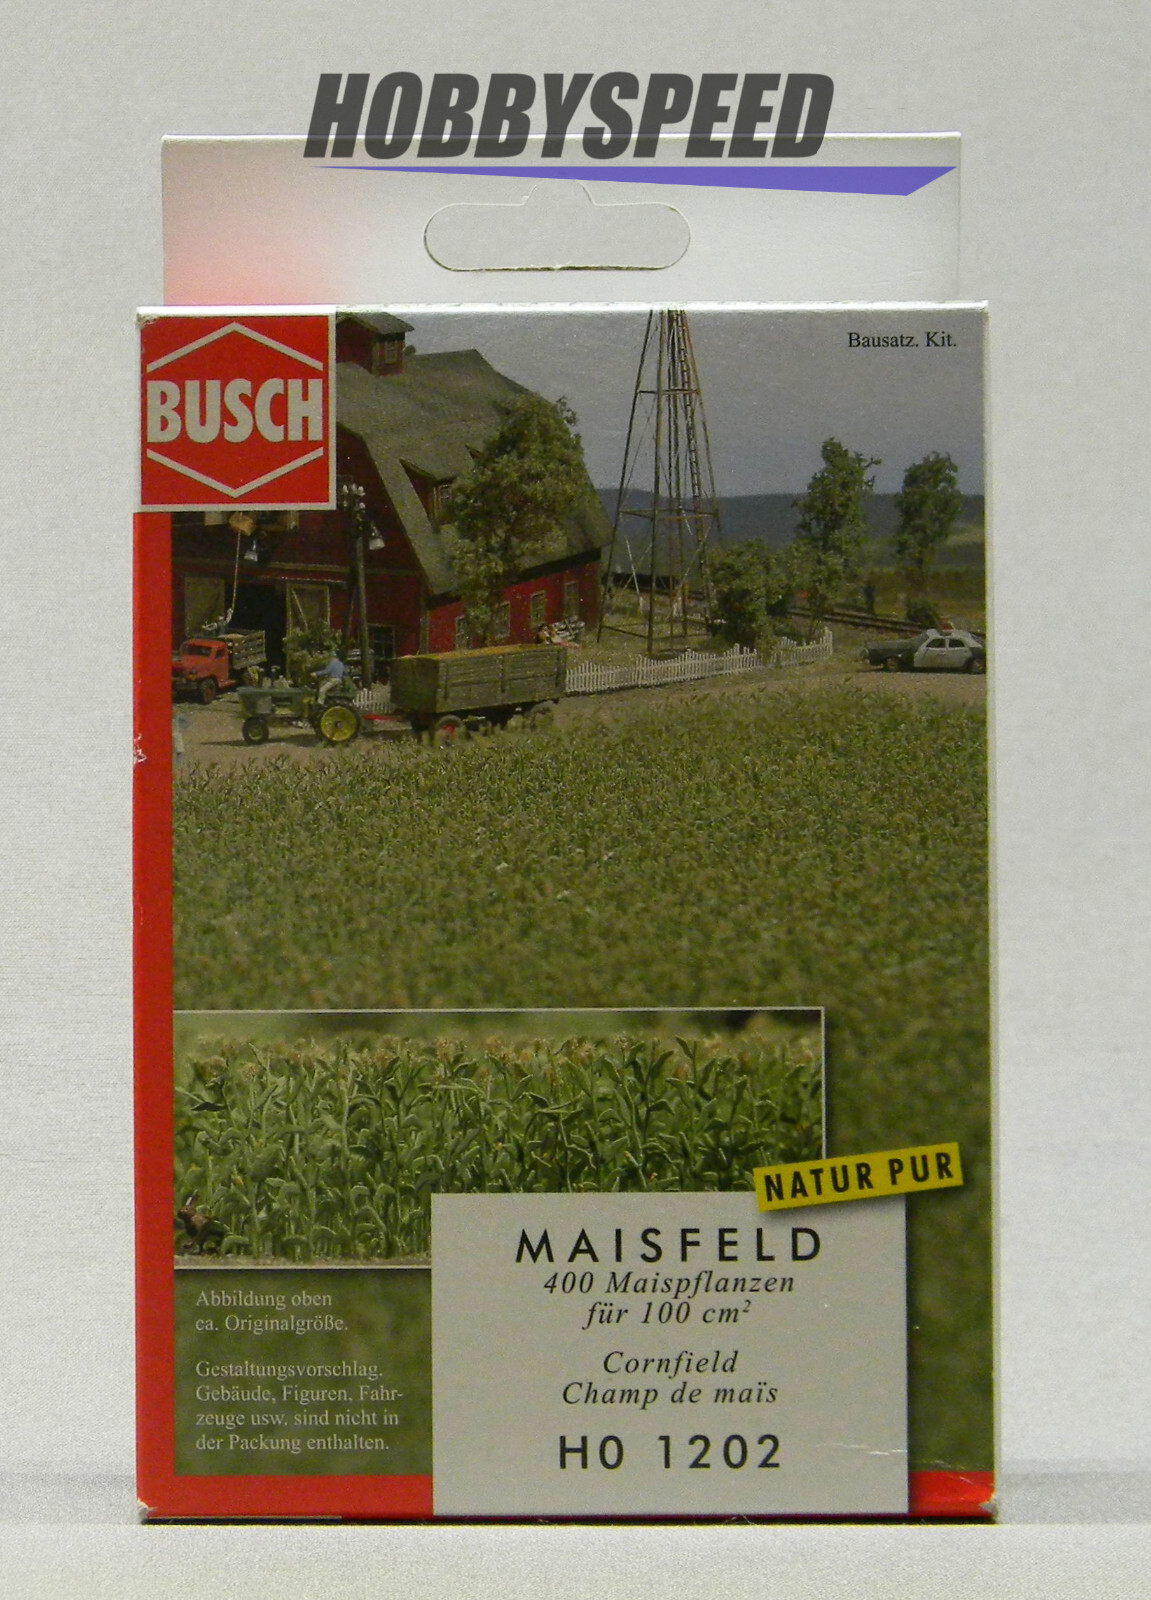 HOBBYSPEED
BUSCH
Bausatz. Kit.
NATUR PUR
MAISFELD
400 Maispflanzen
für 100 cm²
Cornfield
Champ de maïs
H0 1202
Abbildung oben
ca. Originalgröße.
Gestaltungsvorschlag.
Gebäude, Figuren, Fahr-
zeuge usw. sind nicht in
der Packung enthalten.